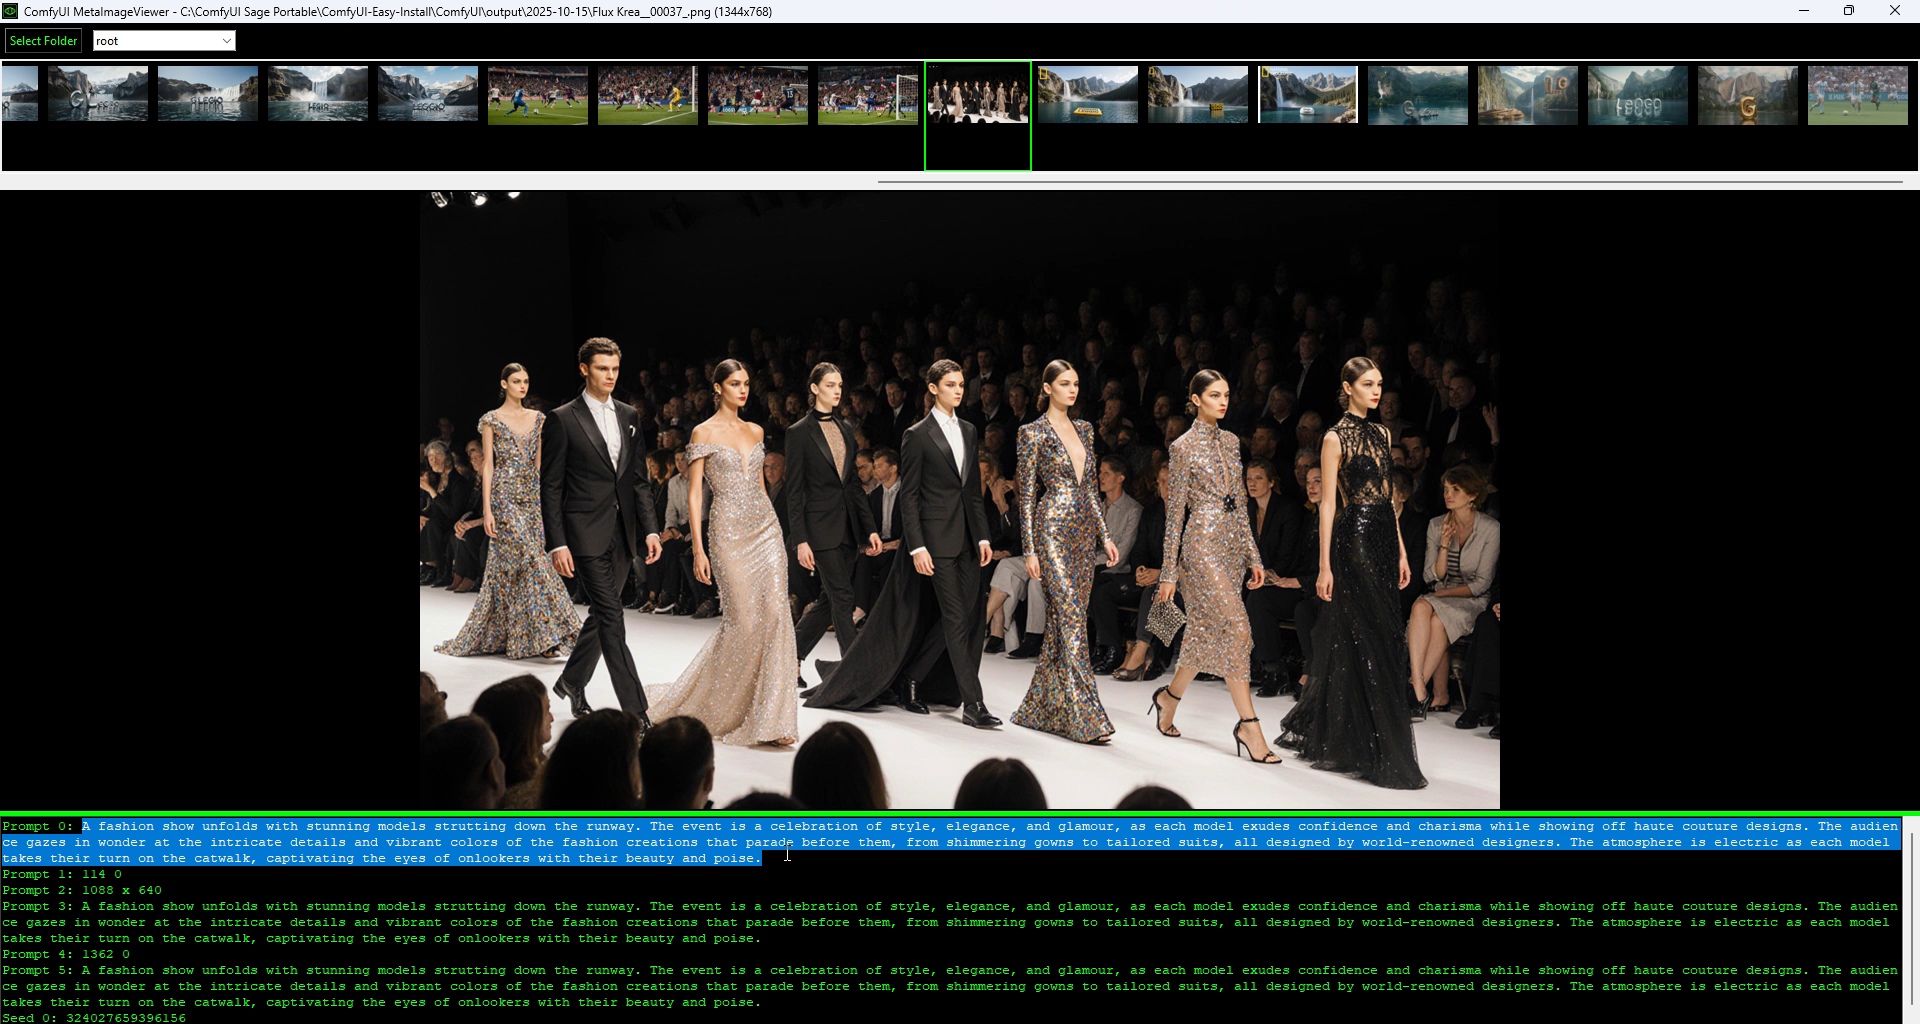 ComfyUI MetaImageViewer - C:\ComfyUI Sage Portable\ComfyUI-Easy-Install\ComfyUI\output\2025-10-15\Flux Krea__00037_.png (1344x768)
Select Folder root
Prompt 0: A fashion show unfolds with stunning models strutting down the runway. The event is a celebration of style, elegance, and glamour, as each model exudes confidence and charisma while showing off haute couture designs. The audien
ce gazes in wonder at the intricate details and vibrant colors of the fashion creations that parade before them, from shimmering gowns to tailored suits, all designed by world-renowned designers. The atmosphere is electric as each model
takes their turn on the catwalk, captivating the eyes of onlookers with their beauty and poise.
Prompt 1: 114 0
Prompt 2: 1088 x 640
Prompt 3: A fashion show unfolds with stunning models strutting down the runway. The event is a celebration of style, elegance, and glamour, as each model exudes confidence and charisma while showing off haute couture designs. The audien
ce gazes in wonder at the intricate details and vibrant colors of the fashion creations that parade before them, from shimmering gowns to tailored suits, all designed by world-renowned designers. The atmosphere is electric as each model
takes their turn on the catwalk, captivating the eyes of onlookers with their beauty and poise.
Prompt 4: 1362 0
Prompt 5: A fashion show unfolds with stunning models strutting down the runway. The event is a celebration of style, elegance, and glamour, as each model exudes confidence and charisma while showing off haute couture designs. The audien
ce gazes in wonder at the intricate details and vibrant colors of the fashion creations that parade before them, from shimmering gowns to tailored suits, all designed by world-renowned designers. The atmosphere is electric as each model
takes their turn on the catwalk, captivating the eyes of onlookers with their beauty and poise.
Seed 0: 324027659396156